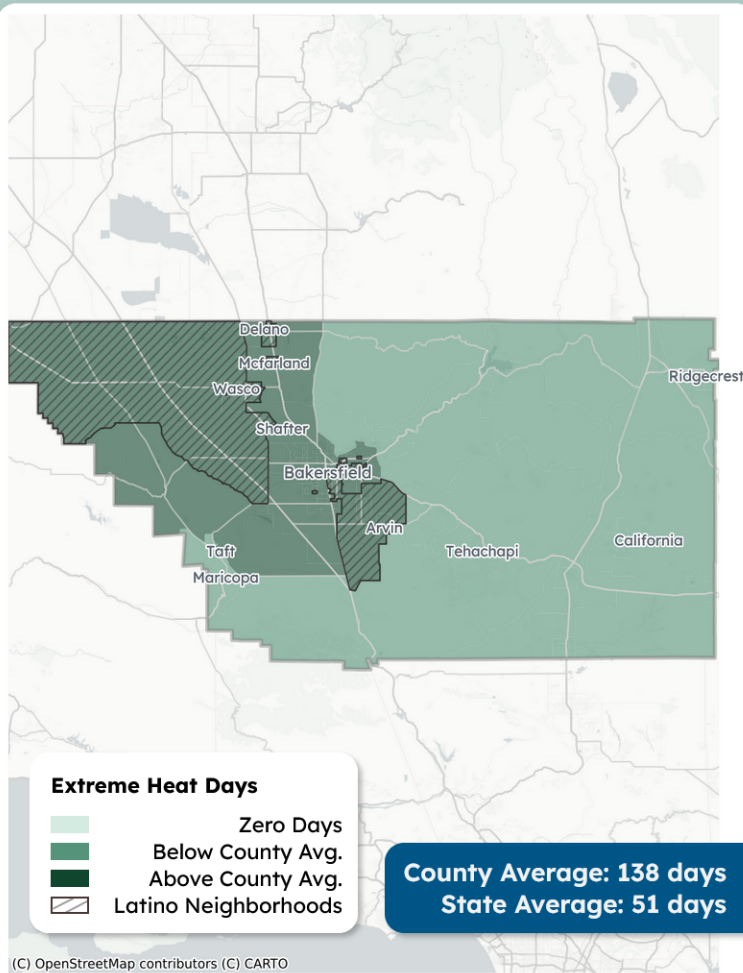 Delano
Mcfarland
Ridgecrest
Wasco
Shafter
Bakersfield
Arvin
California
Taft
Tehachapi
Maricopa
Extreme Heat Days
Zero Days
Below County Avg.
Above County Avg.
Latino Neighborhoods
County Average: 138 days
State Average: 51 days
(C) OpenStreetMap contributors (C) CARTO